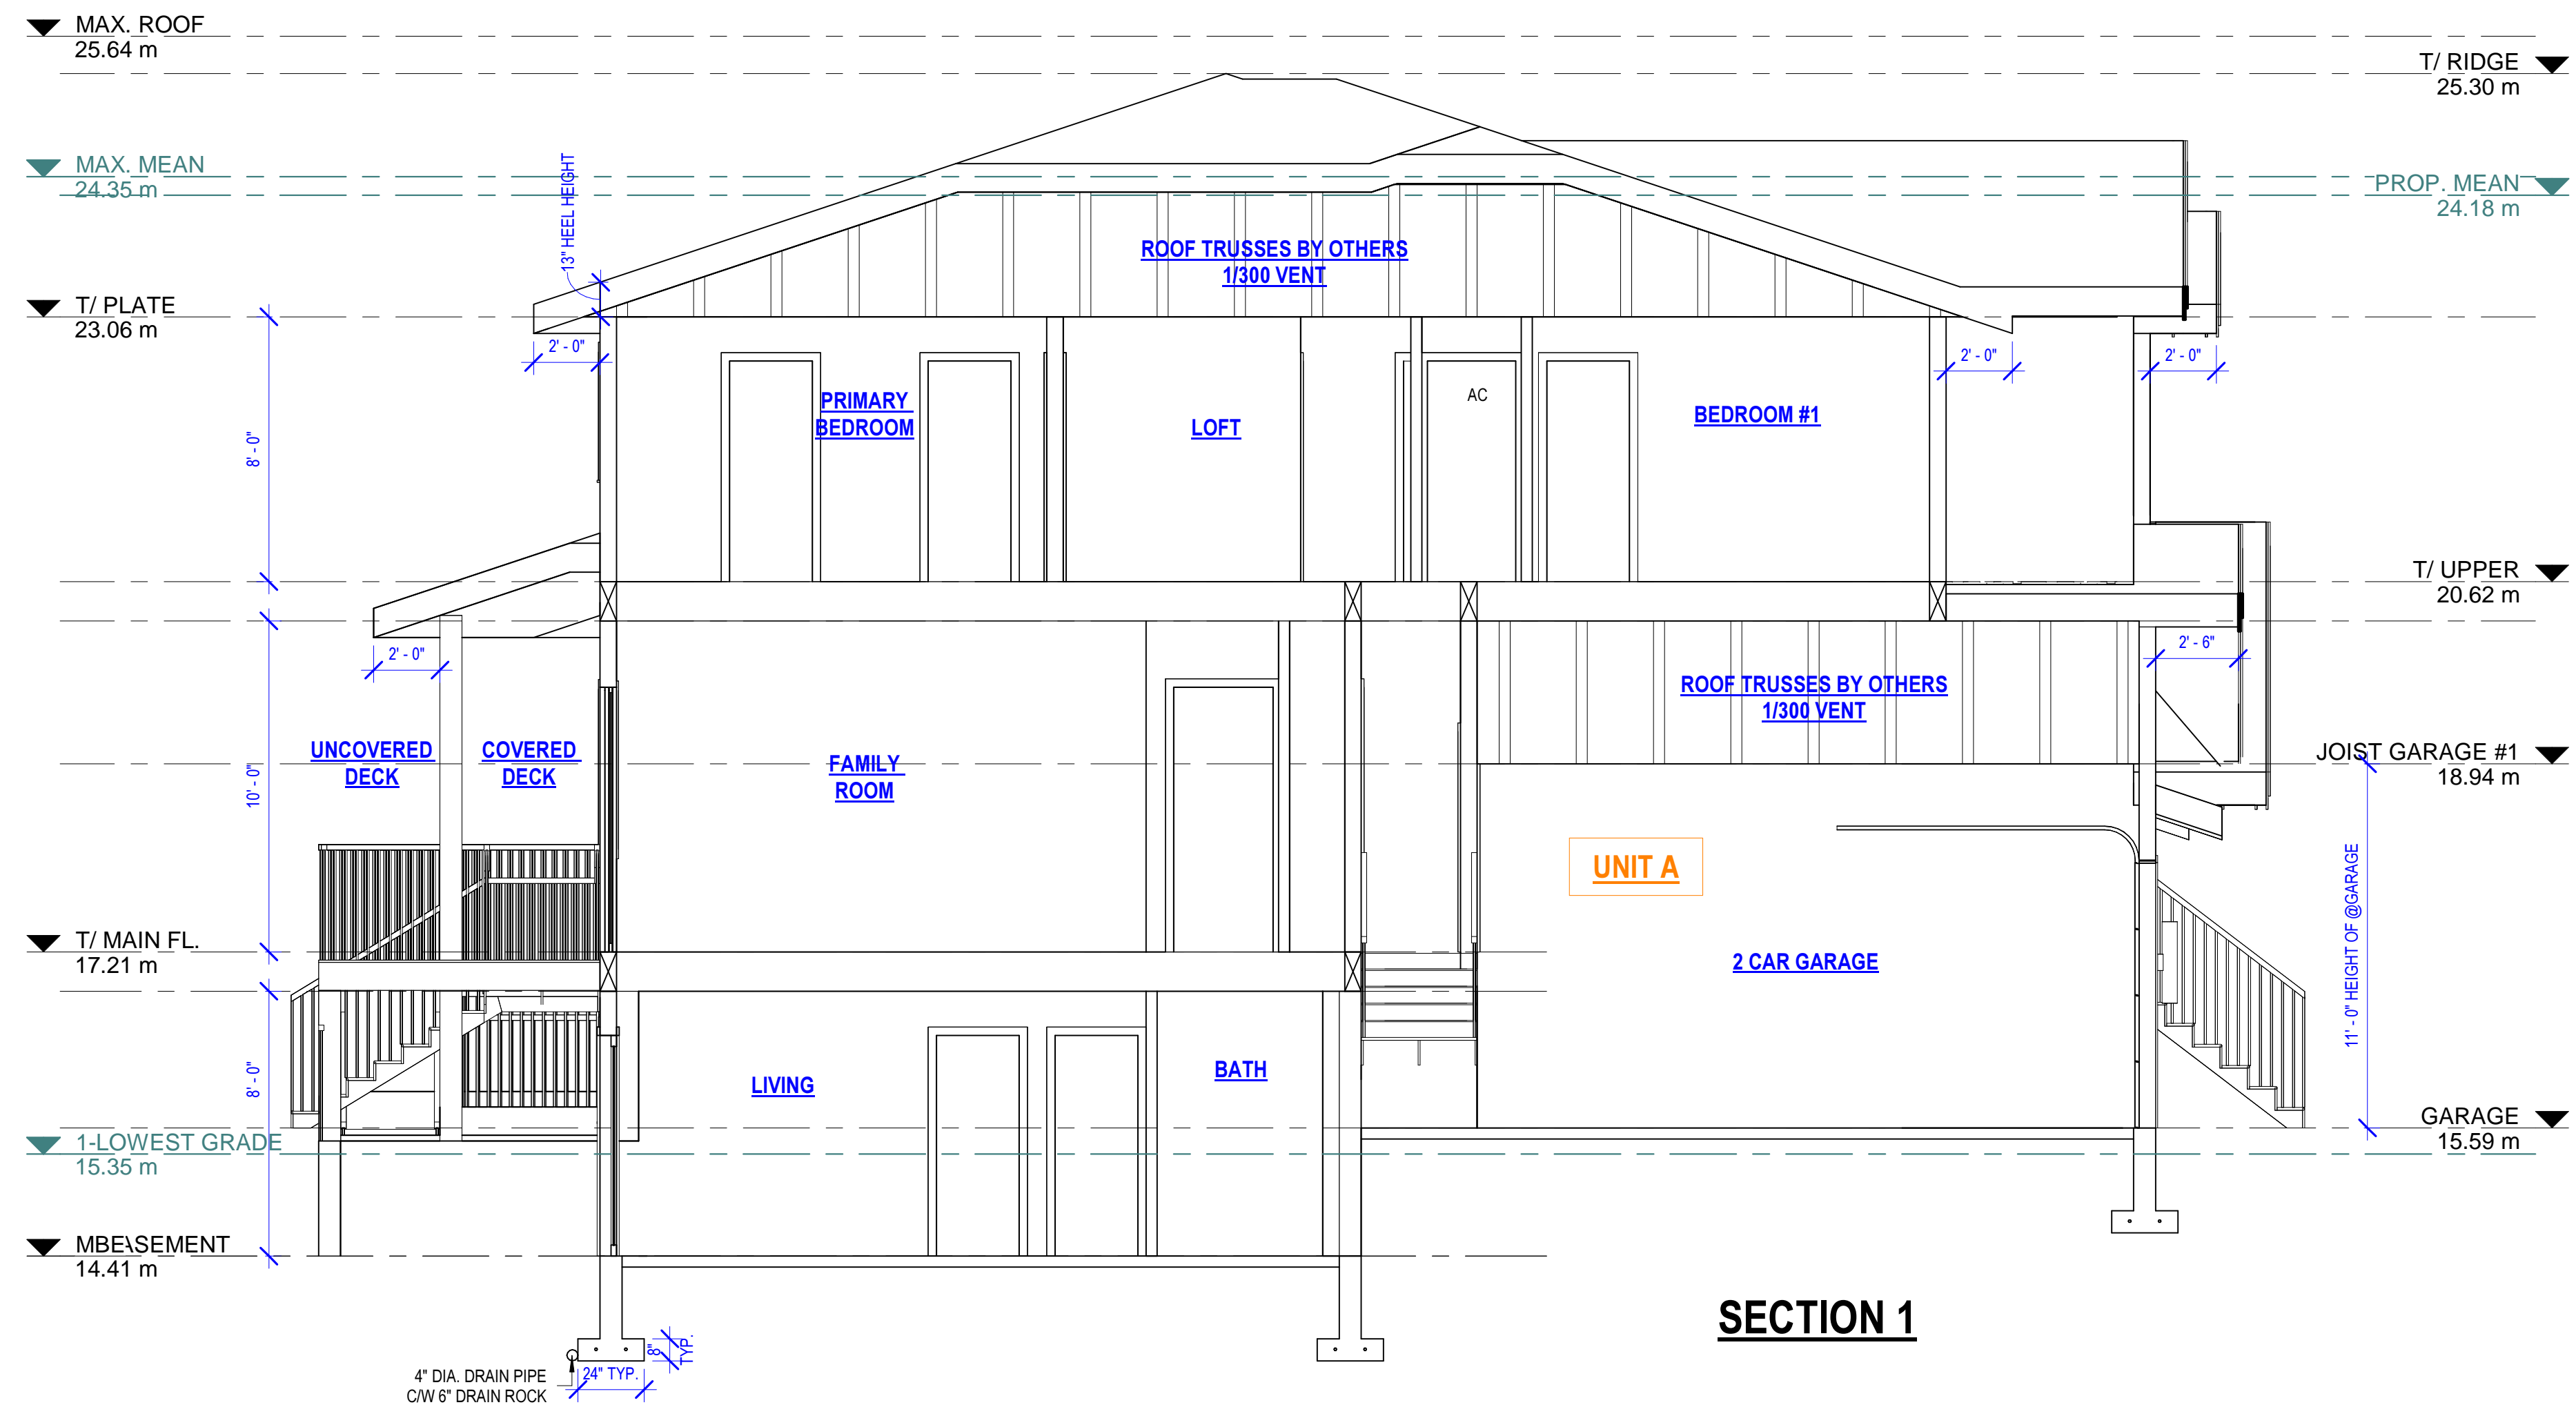 MAX. ROOF
25.64 m
T/ RIDGE
25.30 m
MAX. MEAN
24.35 m
PROP. MEAN
24.18 m
13" HEEL HEIGHT
ROOF TRUSSES BY OTHERS
1/300 VENT
T/ PLATE
23.06 m
2' - 0"
2' - 0"
2' - 0"
8' - 0"
PRIMARY
BEDROOM
LOFT
AC
BEDROOM #1
T/ UPPER
20.62 m
2' - 0"
2' - 6"
ROOF TRUSSES BY OTHERS
1/300 VENT
UNCOVERED
DECK
COVERED
DECK
10' - 0"
FAMILY
ROOM
JOIST GARAGE #1
18.94 m
UNIT A
11' - 0" HEIGHT OF @GARAGE
T/ MAIN FL.
17.21 m
2 CAR GARAGE
8' - 0"
LIVING
BATH
1-LOWEST GRADE
15.35 m
GARAGE
15.59 m
14.41 m
SECTION 1
8"
TYP.
24" TYP.
4" DIA. DRAIN PIPE
C/W 6" DRAIN ROCK